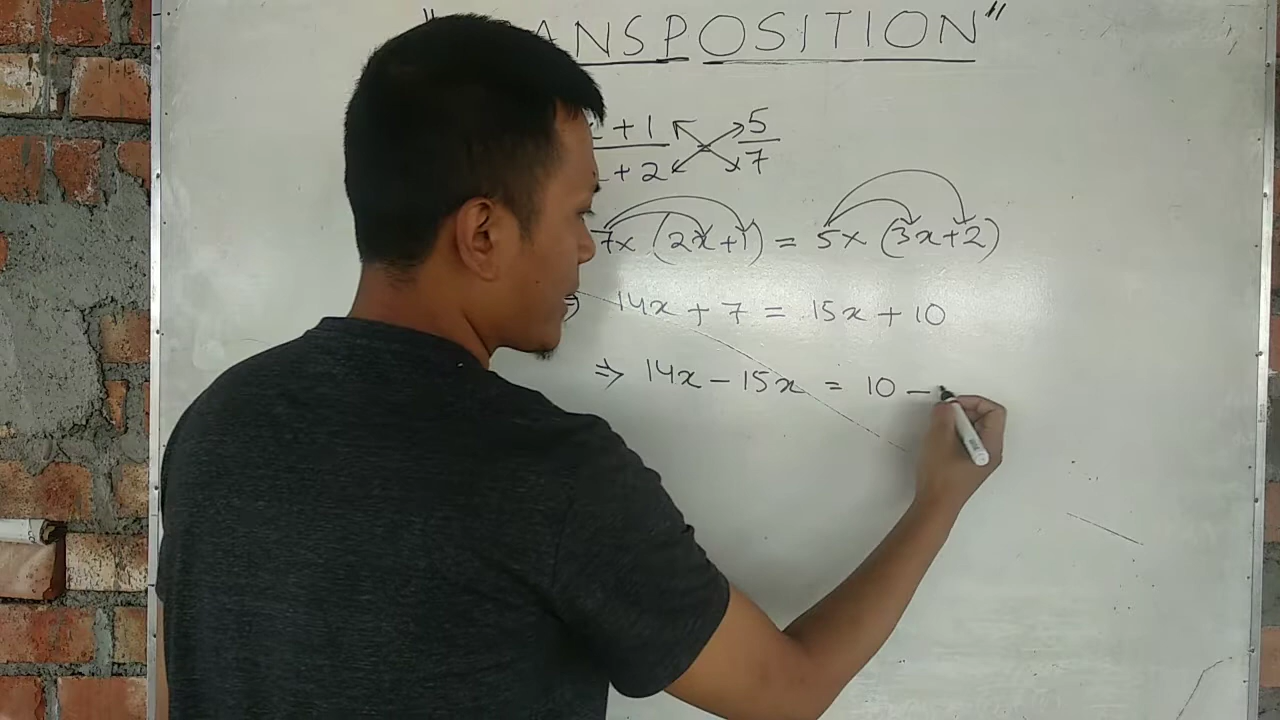 "ANSPOSITION"
+1 5
+2 7
7x (2x+1) = 5x (3x+2)
⇒ 14x + 7 = 15x + 10
⇒ 14x - 15x = 10 -